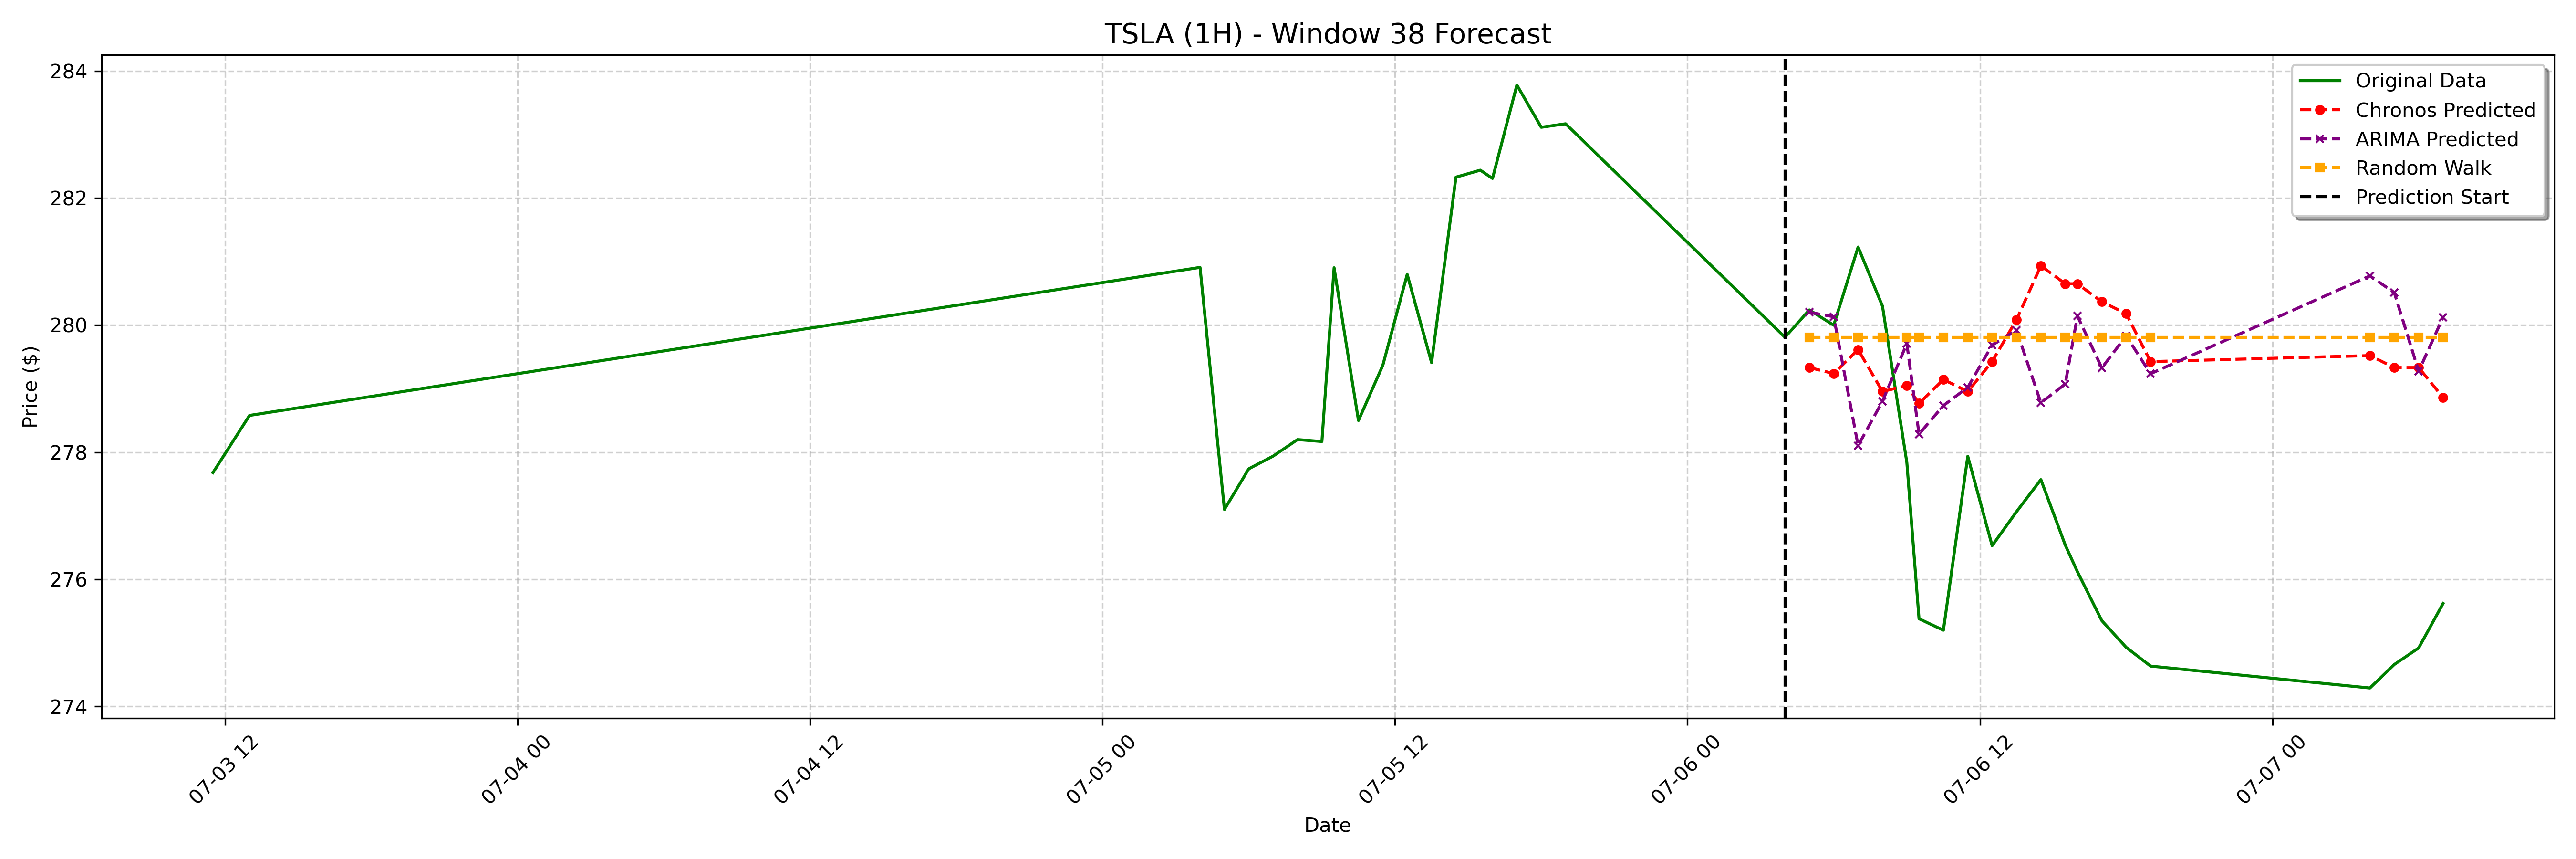 TSLA (1H) - Window 38 Forecast
Original Data
Chronos Predicted
ARIMA Predicted
Random Walk
Prediction Start
Price ($)
284
282
280
278
276
274
07-03 12
07-04 00
07-04 12
07-05 00
07-05 12
07-06 00
07-06 12
07-07 00
Date